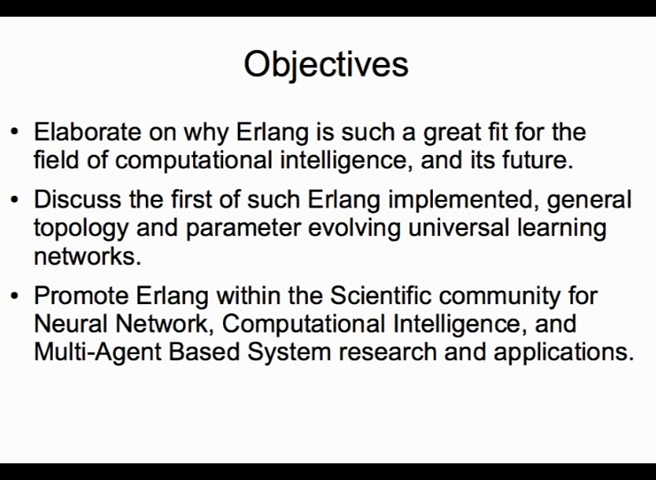 Objectives
• Elaborate on why Erlang is such a great fit for the
field of computational intelligence, and its future.
• Discuss the first of such Erlang implemented, general
topology and parameter evolving universal learning
networks.
• Promote Erlang within the Scientific community for
Neural Network, Computational Intelligence, and
Multi-Agent Based System research and applications.